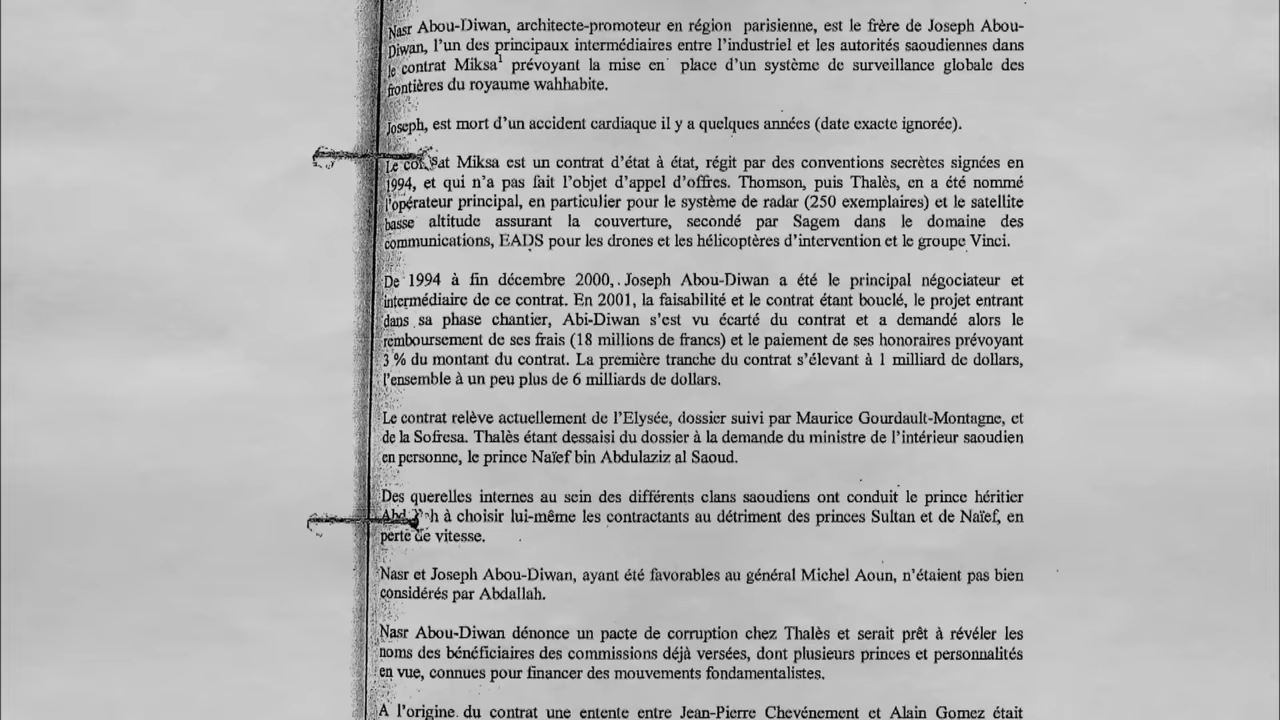 Nasr Abou-Diwan, architecte-promoteur en région parisienne, est le frère de Joseph Abou-
Diwan, l'un des principaux intermédiaires entre l'industriel et les autorités saoudiennes dans
le contrat Miksa¹ prévoyant la mise en place d'un système de surveillance globale des
frontières du royaume wahhabite.
Joseph, est mort d'un accident cardiaque il y a quelques années (date exacte ignorée).
Le Miksa est un contrat d'état à état, régit par des conventions secrètes signées en
1994, et qui n'a pas fait l'objet d'appel d'offres. Thomson, puis Thalès, en a été nommé
l'opérateur principal, en particulier pour le système de radar (250 exemplaires) et le satellite
basse altitude assurant la couverture, secondé par Sagem dans le domaine des
communications, EADS pour les drones et les hélicoptères d'intervention et le groupe Vinci.
De 1994 à fin décembre 2000, Joseph Abou-Diwan a été le principal négociateur et
intermédiaire de ce contrat. En 2001, la faisabilité et le contrat étant bouclé, le projet entrant
dans sa phase chantier, Abi-Diwan s'est vu écarté du contrat et a demandé alors le
remboursement de ses frais (18 millions de francs) et le paiement de ses honoraires prévoyant
3 % du montant du contrat. La première tranche du contrat s'élevant à 1 milliard de dollars,
l'ensemble à un peu plus de 6 milliards de dollars.
Le contrat relève actuellement de l'Elysée, dossier suivi par Maurice Gourdault-Montagne, et
de la Sofresa. Thalès étant dessaisi du dossier à la demande du ministre de l'intérieur saoudien
en personne, le prince Naïef bin Abdulaziz al Saoud.
Des querelles internes au sein des différents clans saoudiens ont conduit le prince héritier
à choisir lui-même les contractants au détriment des princes Sultan et de Naïef, en
perte de vitesse.
Nasr et Joseph Abou-Diwan, ayant été favorables au général Michel Aoun, n'étaient pas bien
considérés par Abdallah.
Nasr Abou-Diwan dénonce un pacte de corruption chez Thalès et serait prêt à révéler les
noms des bénéficiaires des commissions déjà versées, dont plusieurs princes et personnalités
en vue, connues pour financer des mouvements fondamentalistes.
A l'origine du contrat une entente entre Jean-Pierre Chevénement et Alain Gomez était